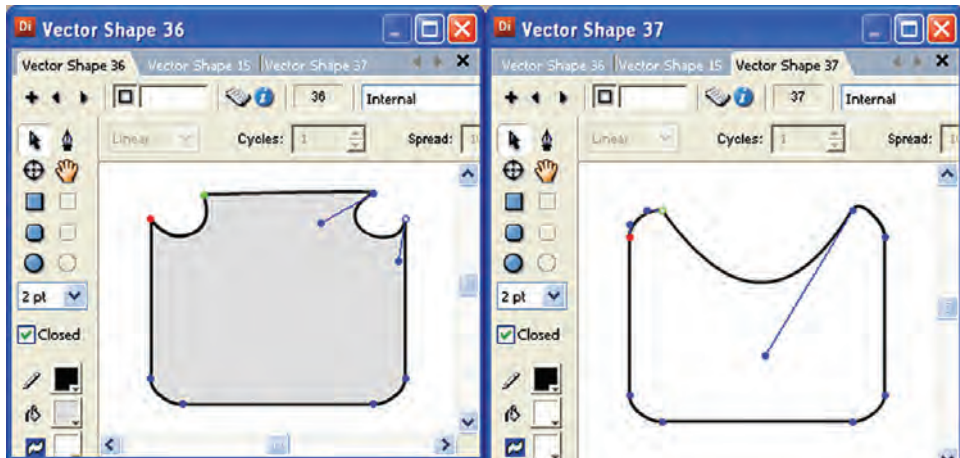 Di Vector Shape 36
Vector Shape 36 Vector Shape 15 Vector Shape 37
36 Internal
Linear Cycles: 1 Spread:
2 pt
Closed
Di Vector Shape 37
Vector Shape 36 Vector Shape 15 Vector Shape 37
37 Internal
Linear Cycles: 1 Spread:
2 pt
Closed